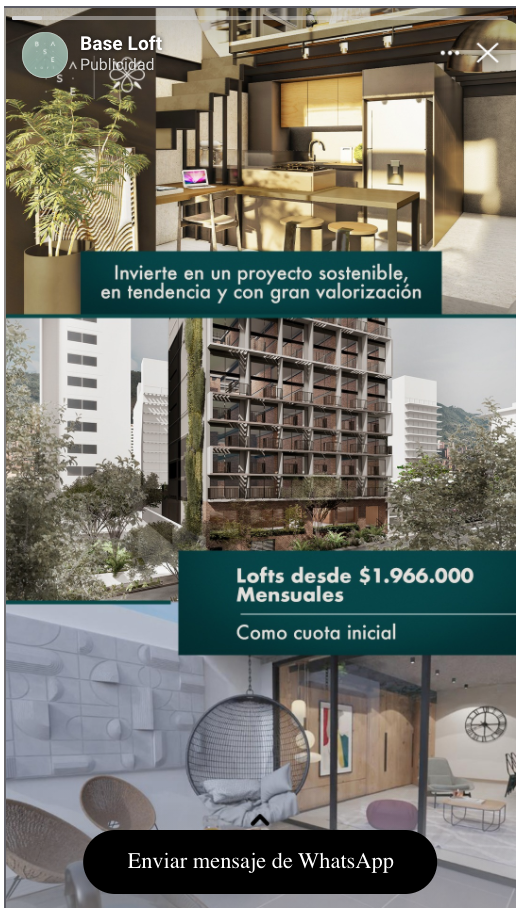 Base Loft
Publicidad
B A
S E
A
S E
Invierte en un proyecto sostenible,
en tendencia y con gran valorización
Lofts desde $1.966.000
Mensuales
Como cuota inicial
Enviar mensaje de WhatsApp